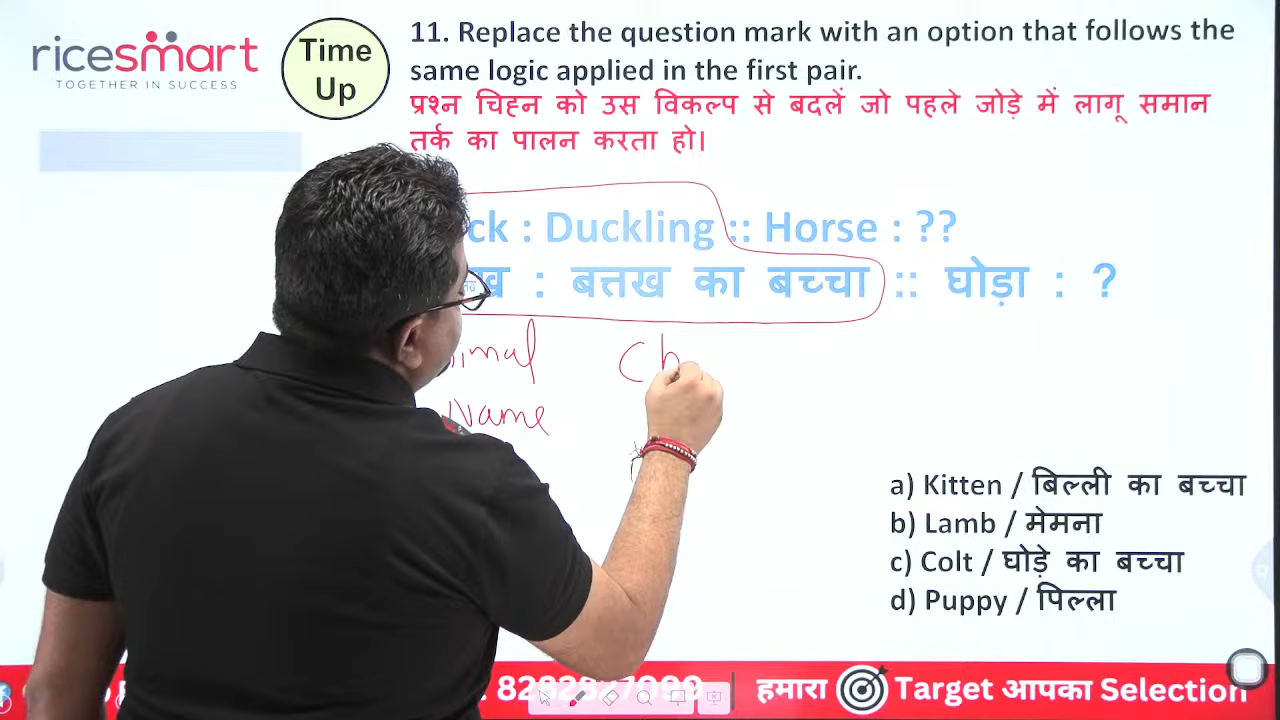 ricesmart
TOGETHER IN SUCCESS
Time
Up
11. Replace the question mark with an option that follows the
same logic applied in the first pair.
प्रश्न चिह्न को उस विकल्प से बदलें जो पहले जोड़े में लागू समान
तर्क का पालन करता हो।
: Duckling :: Horse : ??
: बत्तख का बच्चा :: घोड़ा : ?
Name
a) Kitten / बिल्ली का बच्चा
b) Lamb / मेमना
c) Colt / घोड़े का बच्चा
d) Puppy / पिल्ला
हमारा Target आपका Selection